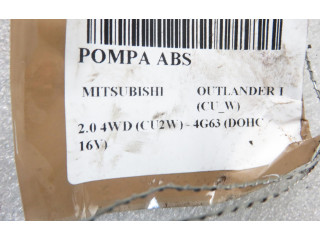 POMPA ABS
MITSUBISHI OUTLANDER I
(CU_W)
2.0 4WD (CU2W) - 4G63 (DOHC
16V)